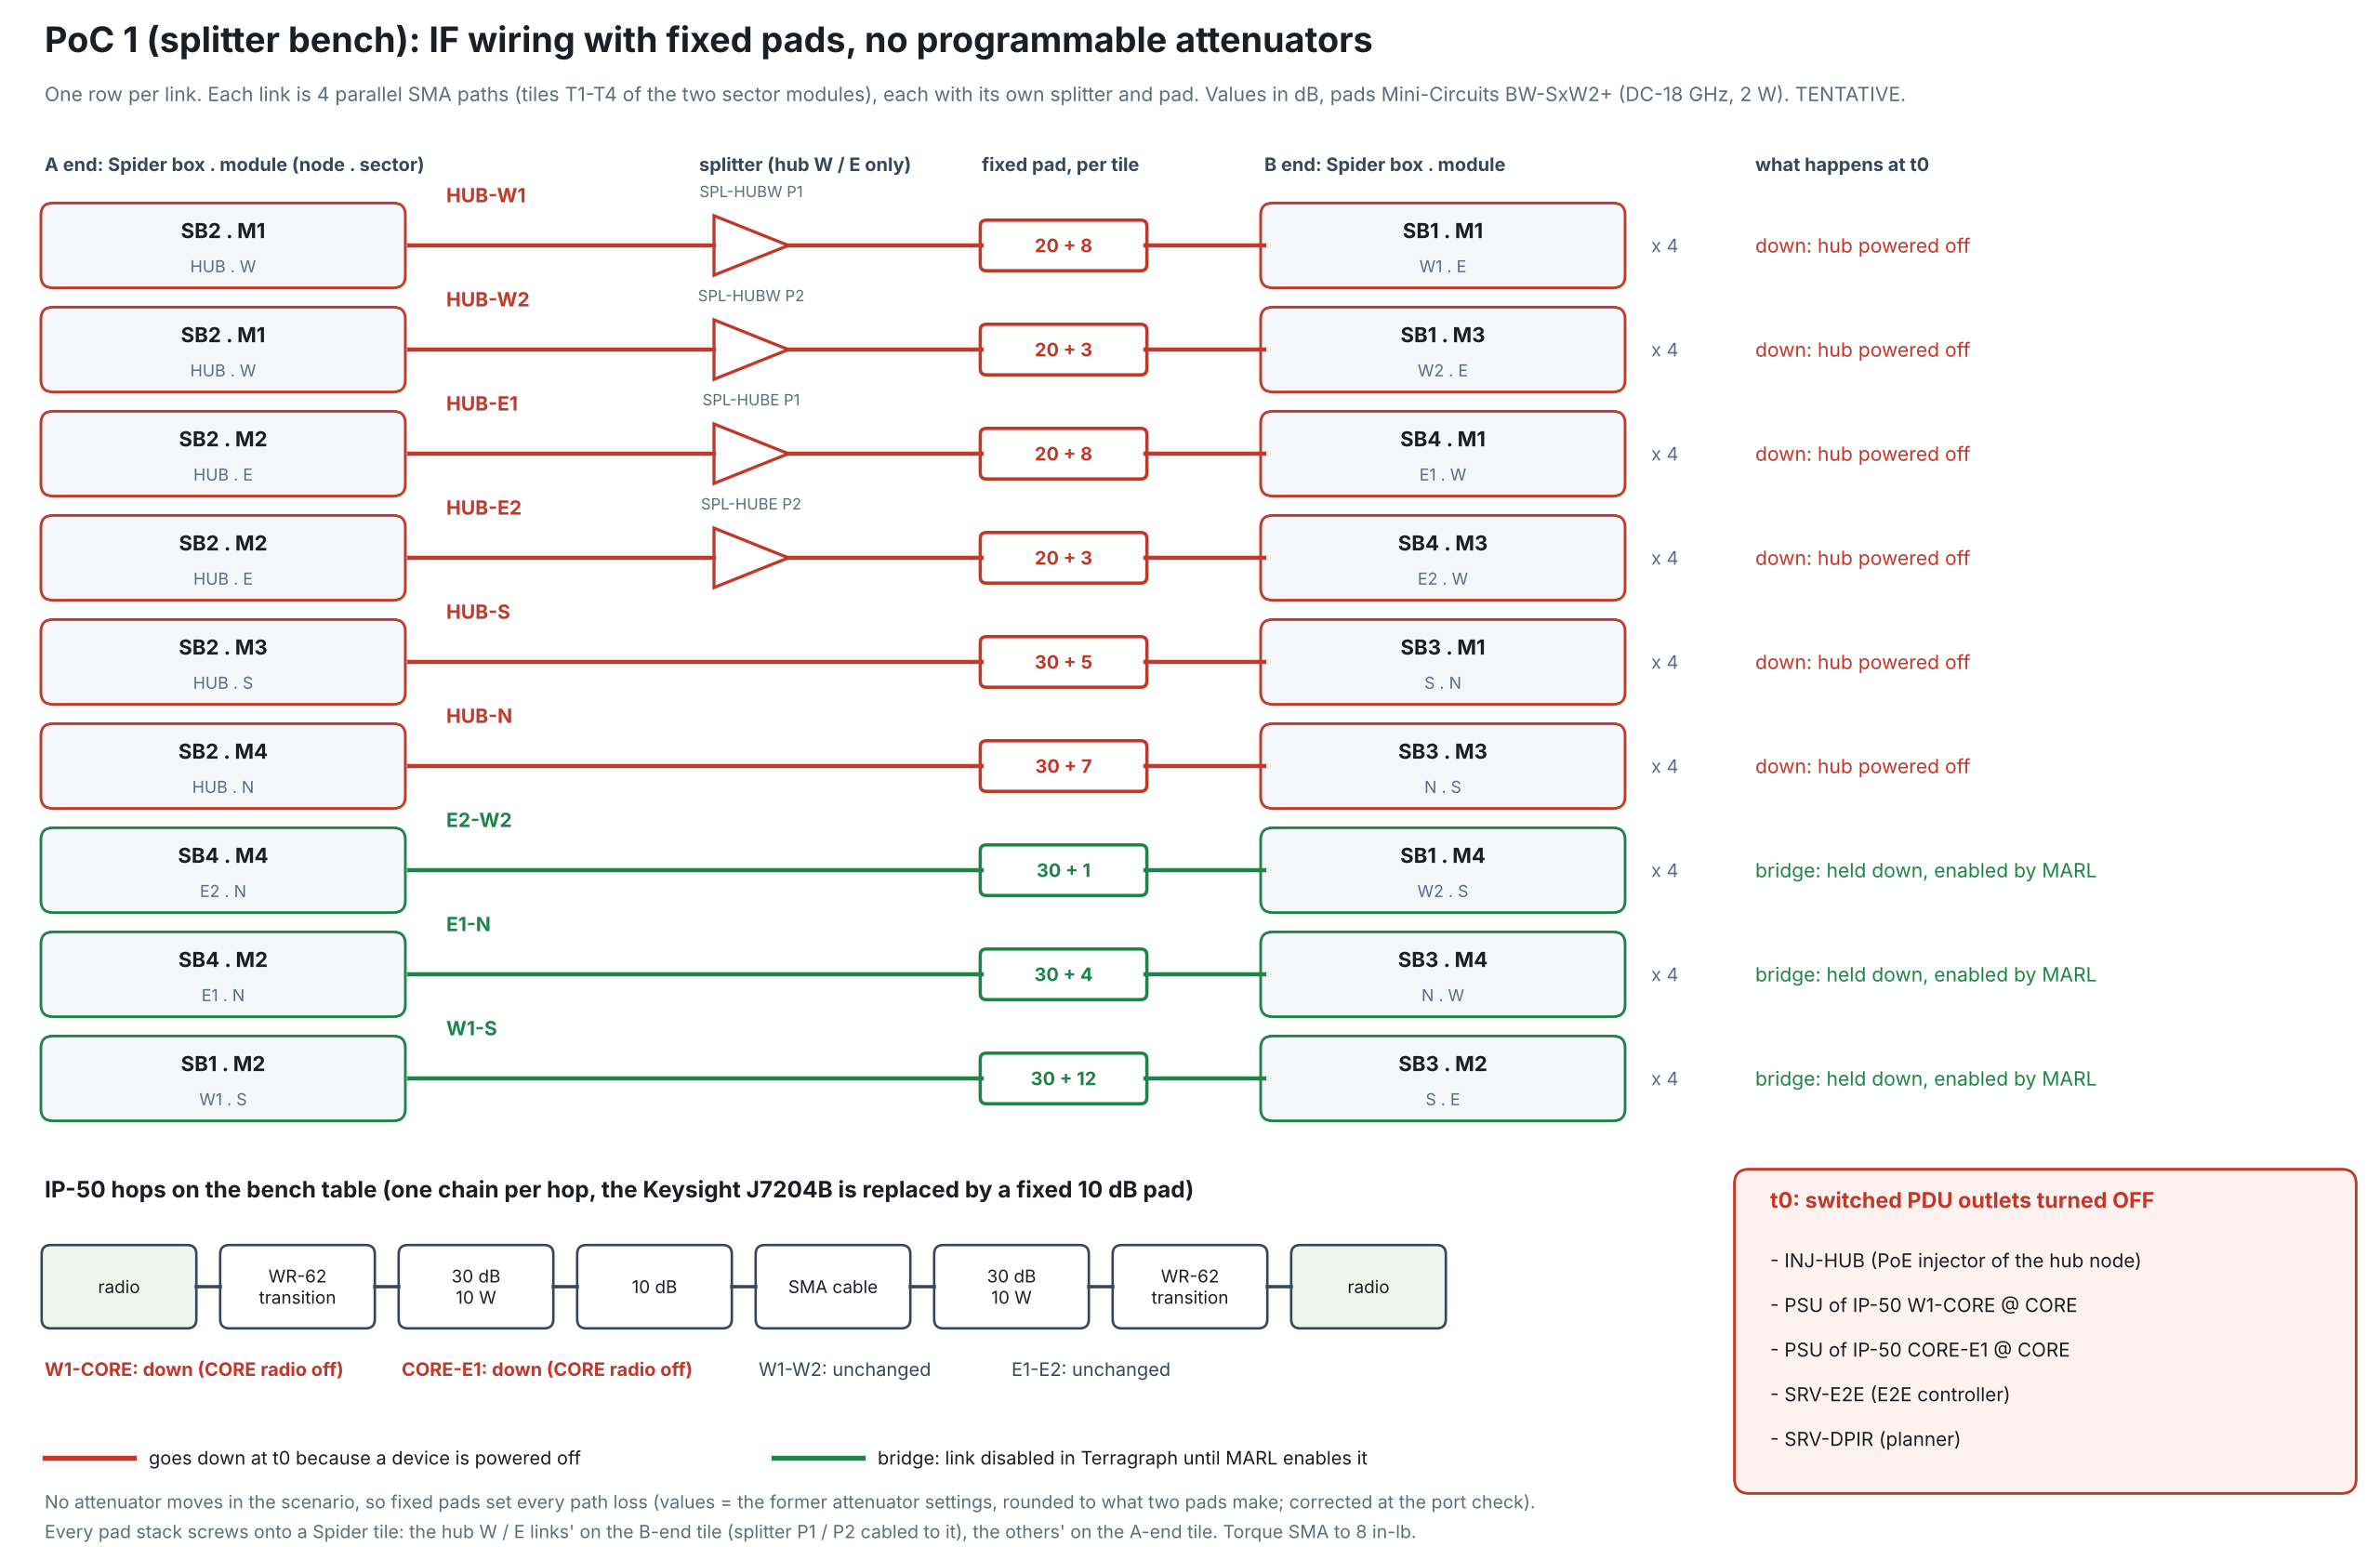 PoC 1 (splitter bench): IF wiring with fixed pads, no programmable attenuators
One row per link. Each link is 4 parallel SMA paths (tiles T1-T4 of the two sector modules), each with its own splitter and pad. Values in dB, pads Mini-Circuits BW-SxW2+ (DC-18 GHz, 2 W). TENTATIVE.
A end: Spider box . module (node . sector)
splitter (hub W / E only)
fixed pad, per tile
B end: Spider box . module
what happens at t0
HUB-W1
SPL-HUBW P1
SB2 . M1
HUB . W
20 + 8
SB1 . M1
W1 . E
x 4
down: hub powered off
HUB-W2
SPL-HUBW P2
SB2 . M1
HUB . W
20 + 3
SB1 . M3
W2 . E
x 4
down: hub powered off
HUB-E1
SPL-HUBE P1
SB2 . M2
HUB . E
20 + 8
SB4 . M1
E1 . W
x 4
down: hub powered off
HUB-E2
SPL-HUBE P2
SB2 . M2
HUB . E
20 + 3
SB4 . M3
E2 . W
x 4
down: hub powered off
HUB-S
SB2 . M3
HUB . S
30 + 5
SB3 . M1
S . N
x 4
down: hub powered off
HUB-N
SB2 . M4
HUB . N
30 + 7
SB3 . M3
N . S
x 4
down: hub powered off
E2-W2
SB4 . M4
E2 . N
30 + 1
SB1 . M4
W2 . S
x 4
bridge: held down, enabled by MARL
E1-N
SB4 . M2
E1 . N
30 + 4
SB3 . M4
N . W
x 4
bridge: held down, enabled by MARL
W1-S
SB1 . M2
W1 . S
30 + 12
SB3 . M2
S . E
x 4
bridge: held down, enabled by MARL
IP-50 hops on the bench table (one chain per hop, the Keysight J7204B is replaced by a fixed 10 dB pad)
radio
WR-62
transition
30 dB
10 W
10 dB
SMA cable
30 dB
10 W
WR-62
transition
radio
W1-CORE: down (CORE radio off)
CORE-E1: down (CORE radio off)
W1-W2: unchanged
E1-E2: unchanged
t0: switched PDU outlets turned OFF
- INJ-HUB (PoE injector of the hub node)
- PSU of IP-50 W1-CORE @ CORE
- PSU of IP-50 CORE-E1 @ CORE
- SRV-E2E (E2E controller)
- SRV-DPIR (planner)
goes down at t0 because a device is powered off
bridge: link disabled in Terragraph until MARL enables it
No attenuator moves in the scenario, so fixed pads set every path loss (values = the former attenuator settings, rounded to what two pads make; corrected at the port check).
Every pad stack screws onto a Spider tile: the hub W / E links' on the B-end tile (splitter P1 / P2 cabled to it), the others' on the A-end tile. Torque SMA to 8 in-lb.